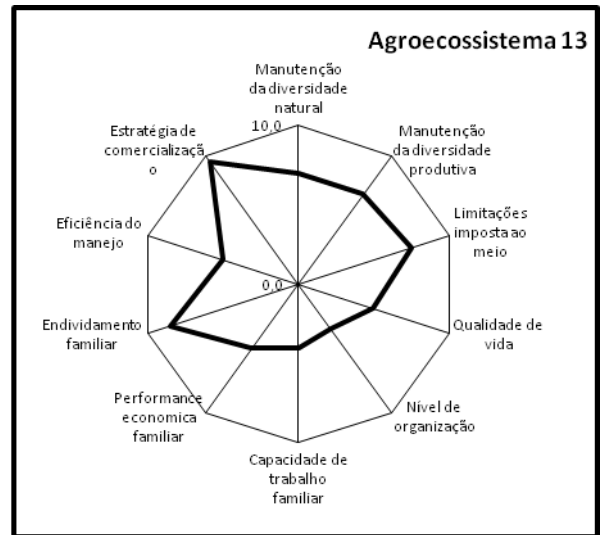 Agroecossistema 13
Manutenção
da diversidade
natural
10,0
Manutenção
da diversidade
produtiva
Limitações
imposta ao
meio
Qualidade de
vida
Nível de
organização
Capacidade de
trabalho
familiar
Performance
economica
familiar
Endividamento
familiar
Eficiência do
manejo
Estratégia de
comercializaçã
o
0,0